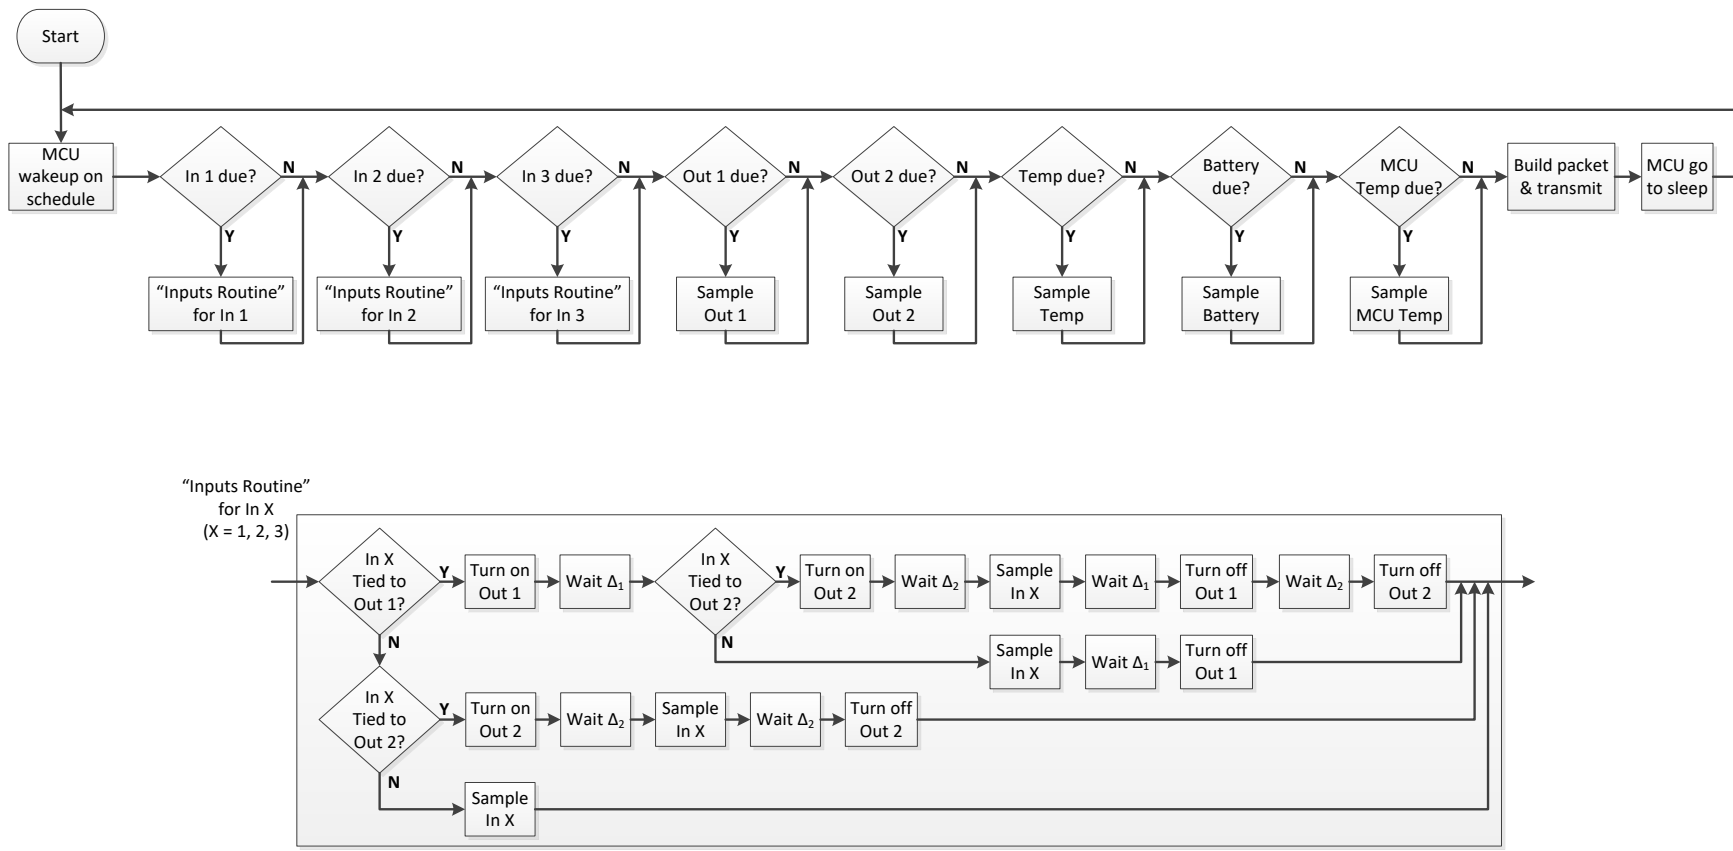 Start
MCU
wakeup on
schedule
In 1 due?
N
Y
"Inputs Routine"
for In 1
In 2 due?
N
Y
"Inputs Routine"
for In 2
In 3 due?
N
Y
"Inputs Routine"
for In 3
Out 1 due?
N
Y
Sample
Out 1
Out 2 due?
N
Y
Sample
Out 2
Temp due?
N
Y
Sample
Temp
Battery
due?
N
Y
Sample
Battery
MCU
Temp due?
N
Y
Sample
MCU Temp
Build packet
& transmit
MCU go
to sleep
“Inputs Routine”
for In X
(X = 1, 2, 3)
In X
Tied to
Out 1?
Y
N
Turn on
Out 1
Wait Δ₁
In X
Tied to
Out 2?
Y
N
Turn on
Out 2
Wait Δ₂
Sample
In X
Wait Δ₁
Turn off
Out 1
Wait Δ₂
Turn off
Out 2
Sample
In X
Wait Δ₁
Turn off
Out 1
In X
Tied to
Out 2?
Y
N
Turn on
Out 2
Wait Δ₂
Sample
In X
Wait Δ₂
Turn off
Out 2
Sample
In X